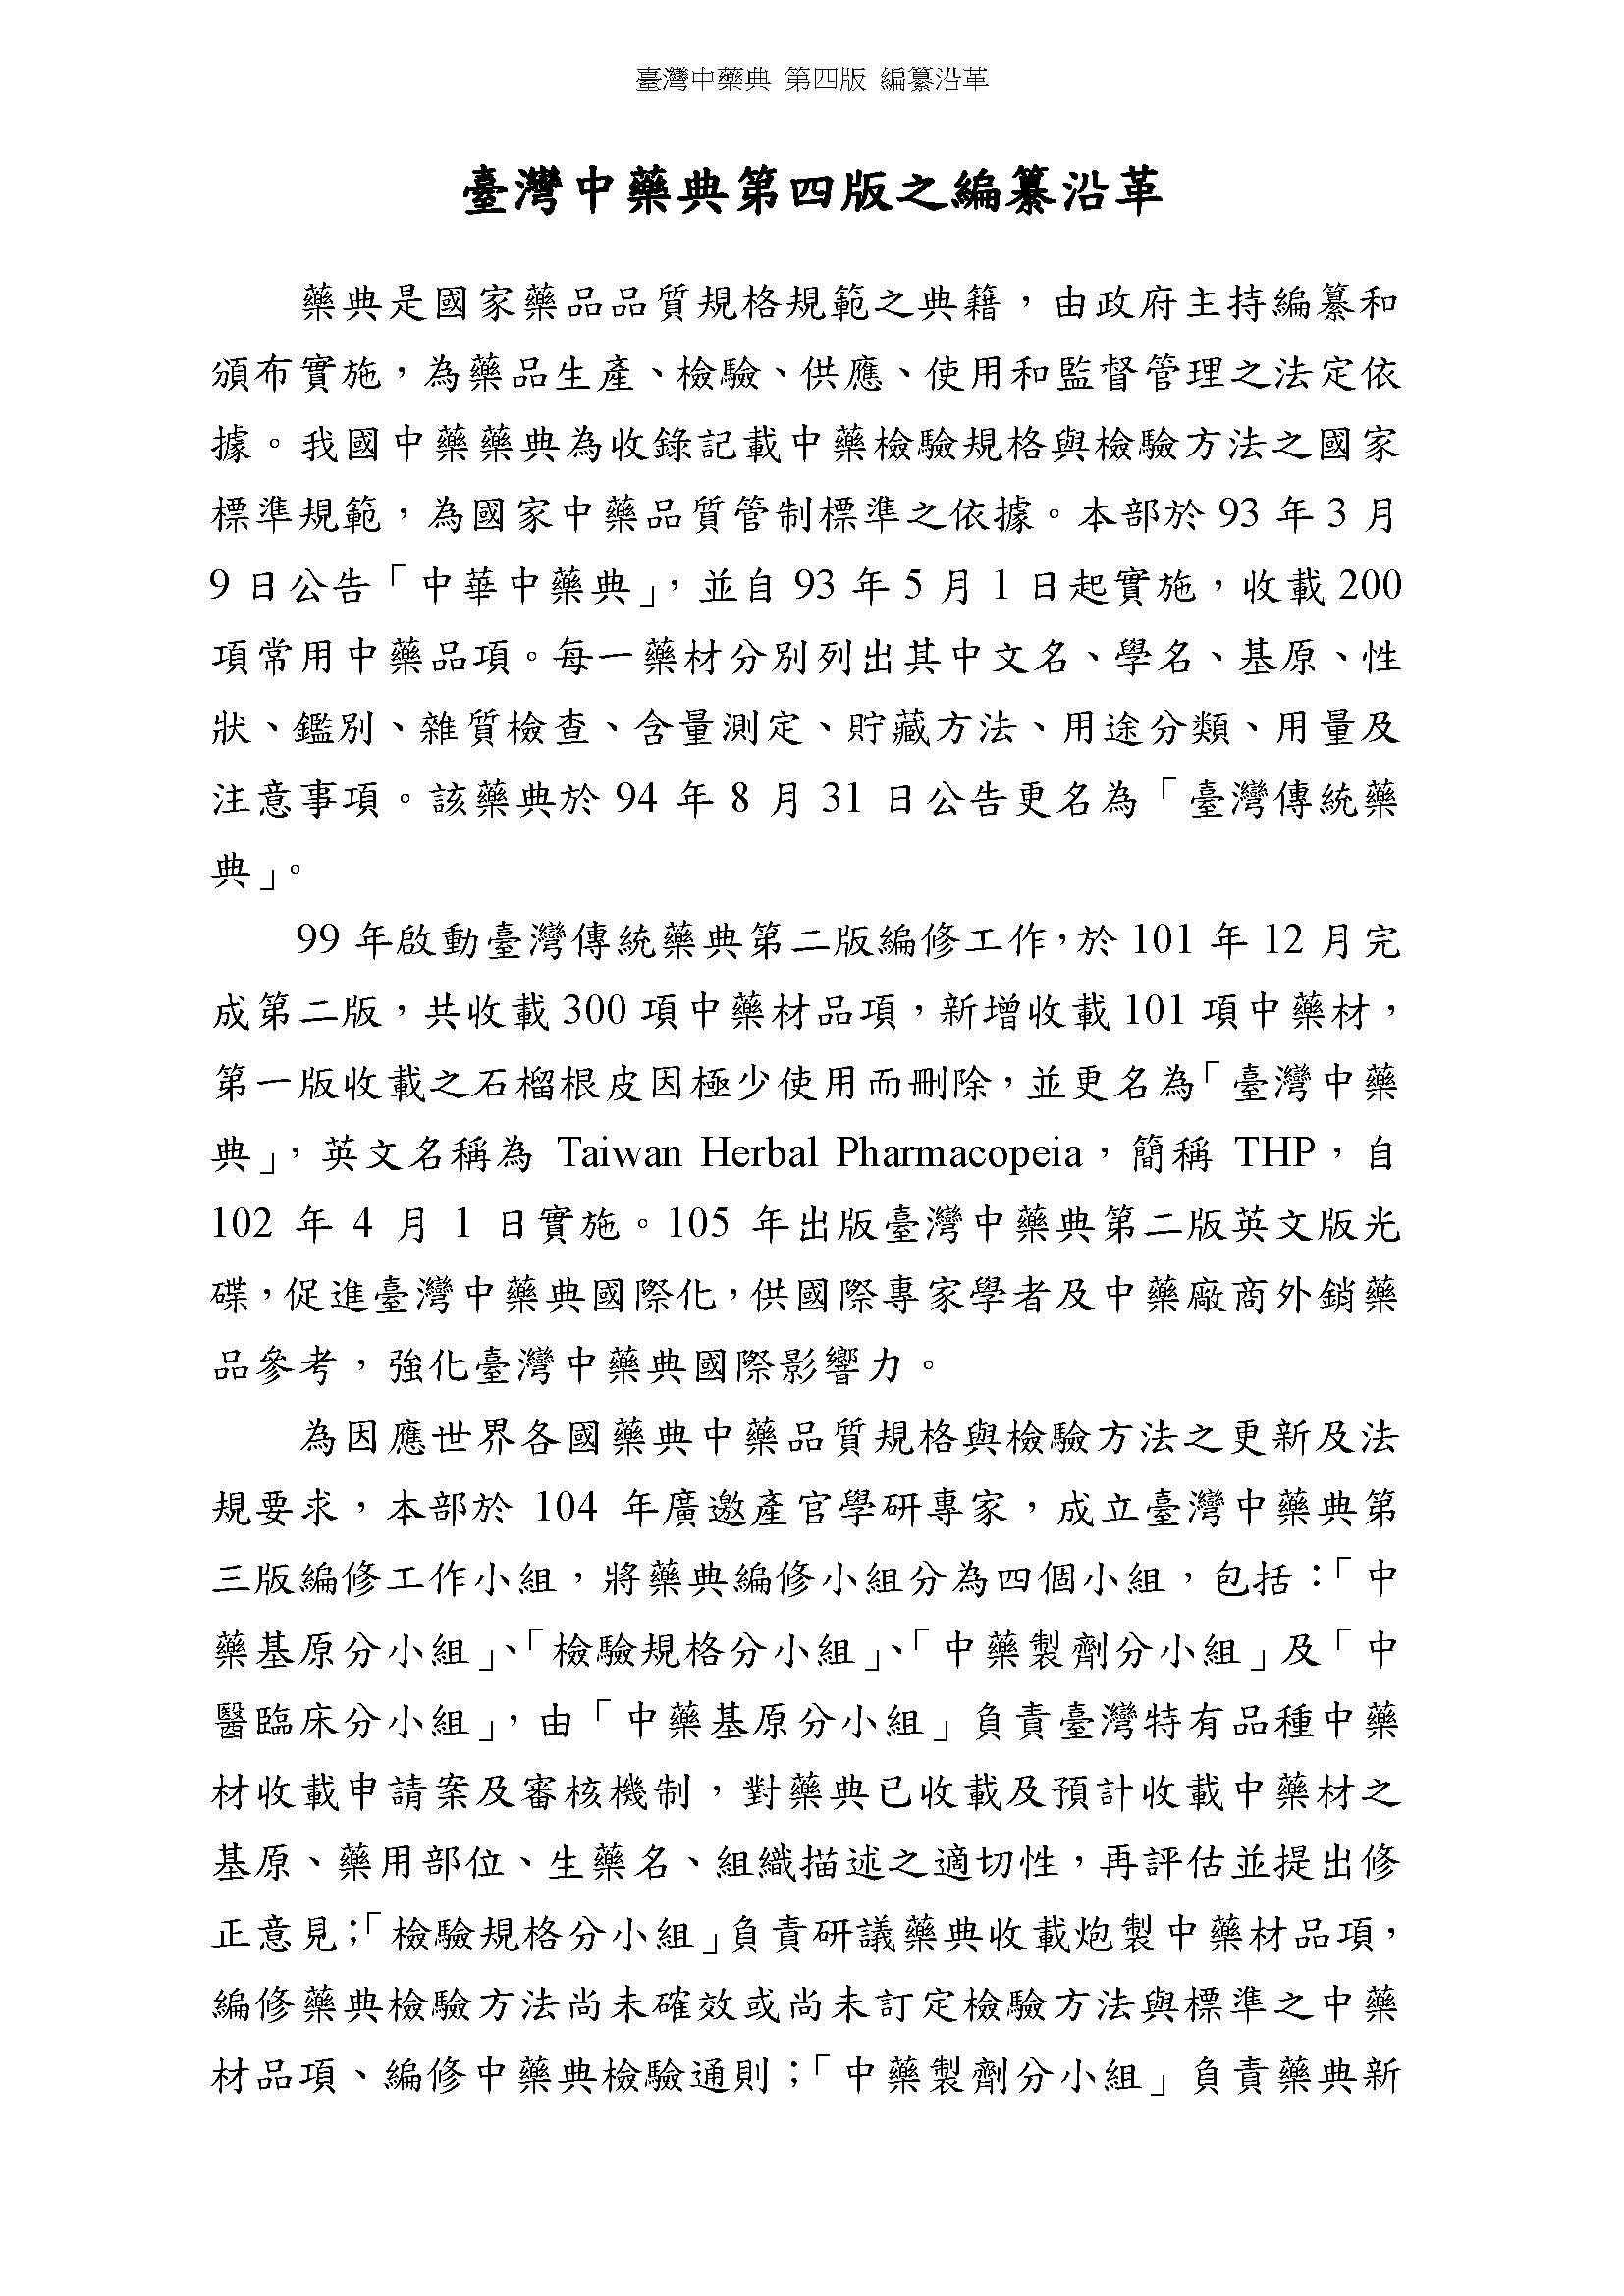 臺灣中藥典 第四版 編纂沿革
臺灣中藥典第四版之編纂沿革
藥典是國家藥品品質規格規範之典籍，由政府主持編纂和
頒布實施，為藥品生產、檢驗、供應、使用和監督管理之法定依
據。我國中藥藥典為收錄記載中藥檢驗規格與檢驗方法之國家
標準規範，為國家中藥品質管制標準之依據。本部於 93 年 3 月
9 日公告「中華中藥典」，並自 93 年 5 月 1 日起實施，收載 200
項常用中藥品項。每一藥材分別列出其中文名、學名、基原、性
狀、鑑別、雜質檢查、含量測定、貯藏方法、用途分類、用量及
注意事項。該藥典於 94 年 8 月 31 日公告更名為「臺灣傳統藥
典」。
99 年啟動臺灣傳統藥典第二版編修工作，於 101 年 12 月完
成第二版，共收載 300 項中藥材品項，新增收載 101 項中藥材，
第一版收載之石榴根皮因極少使用而刪除，並更名為「臺灣中藥
典」，英文名稱為 Taiwan Herbal Pharmacopeia，簡稱 THP，自
102 年 4 月 1 日實施。105 年出版臺灣中藥典第二版英文版光
碟，促進臺灣中藥典國際化，供國際專家學者及中藥廠商外銷藥
品參考，強化臺灣中藥典國際影響力。
為因應世界各國藥典中藥品質規格與檢驗方法之更新及法
規要求，本部於 104 年廣邀產官學研專家，成立臺灣中藥典第
三版編修工作小組，將藥典編修小組分為四個小組，包括：「中
藥基原分小組」、「檢驗規格分小組」、「中藥製劑分小組」及「中
醫臨床分小組」，由「中藥基原分小組」負責臺灣特有品種中藥
材收載申請案及審核機制，對藥典已收載及預計收載中藥材之
基原、藥用部位、生藥名、組織描述之適切性，再評估並提出修
正意見；「檢驗規格分小組」負責研議藥典收載炮製中藥材品項，
編修藥典檢驗方法尚未確效或尚未訂定檢驗方法與標準之中藥
材品項、編修中藥典檢驗通則；「中藥製劑分小組」負責藥典新